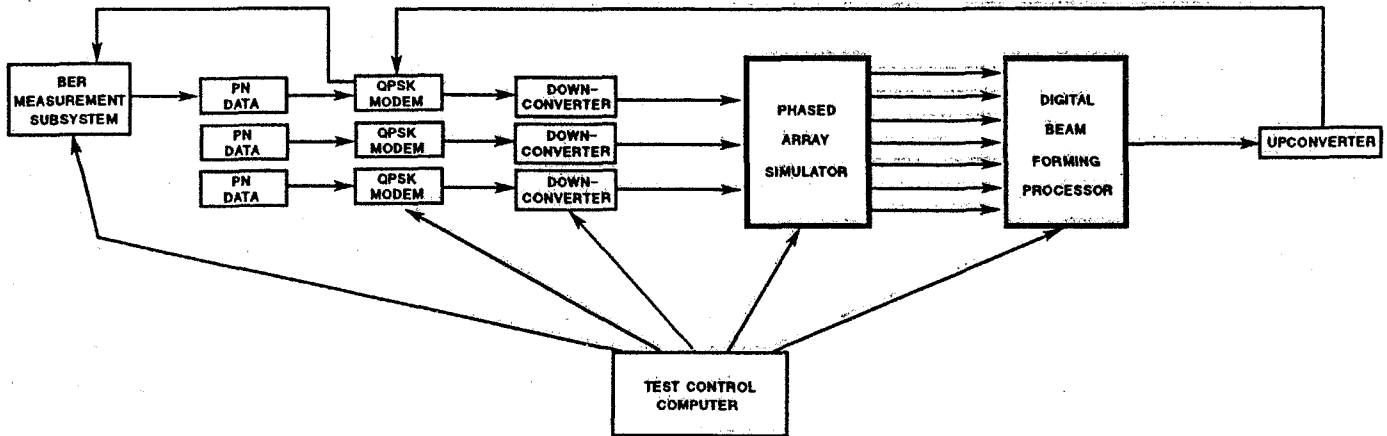 BER
MEASUREMENT
SUBSYSTEM
PN
DATA
QPSK
MODEM
DOWN-
CONVERTER
PN
DATA
QPSK
MODEM
DOWN-
CONVERTER
PN
DATA
QPSK
MODEM
DOWN-
CONVERTER
PHASED
ARRAY
SIMULATOR
DIGITAL
BEAM
FORMING
PROCESSOR
UPCONVERTER
TEST CONTROL
COMPUTER